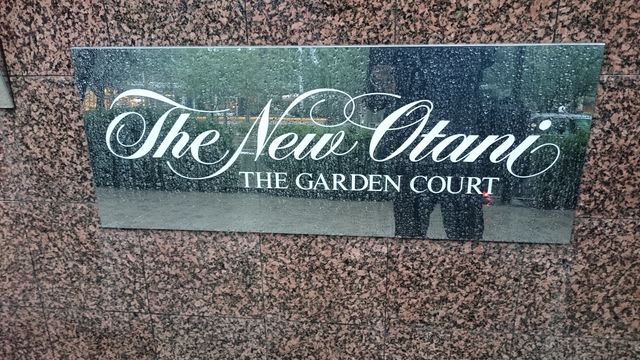 The New Otani
THE GARDEN COURT